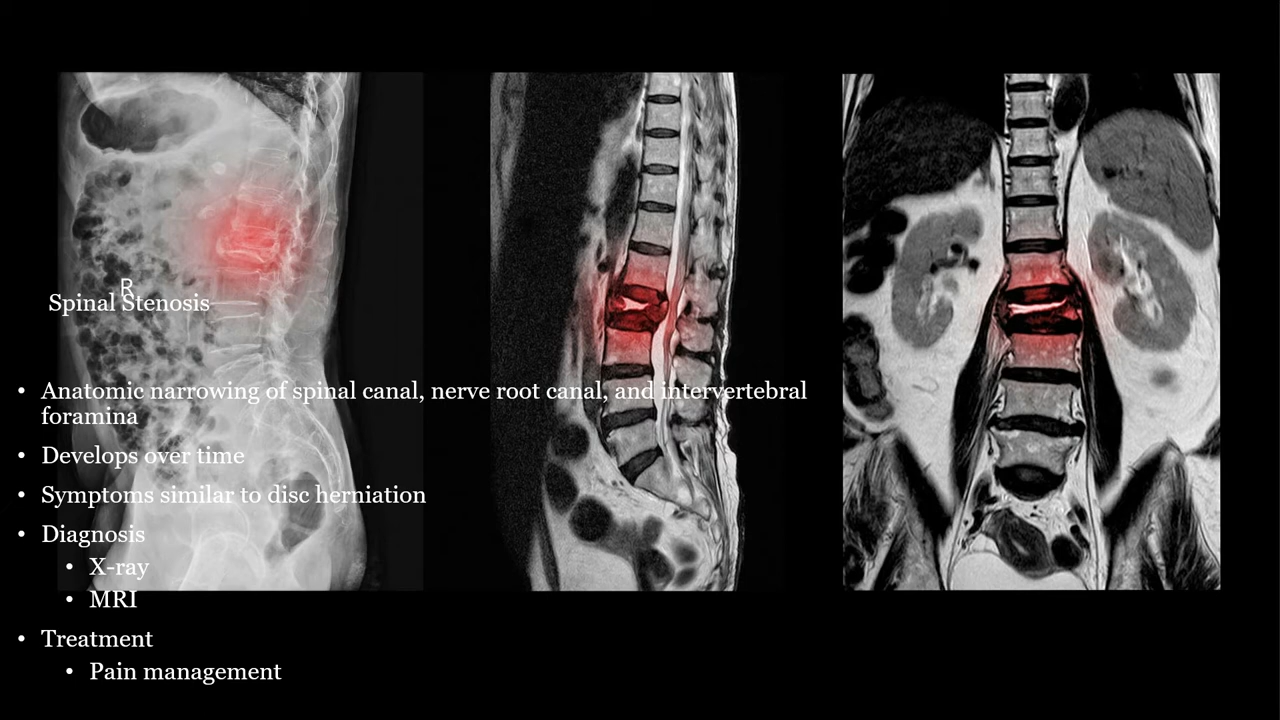 R
Spinal Stenosis
• Anatomic narrowing of spinal canal, nerve root canal, and intervertebral
foramina
• Develops over time
• Symptoms similar to disc herniation
• Diagnosis
• X-ray
• MRI
• Treatment
• Pain management